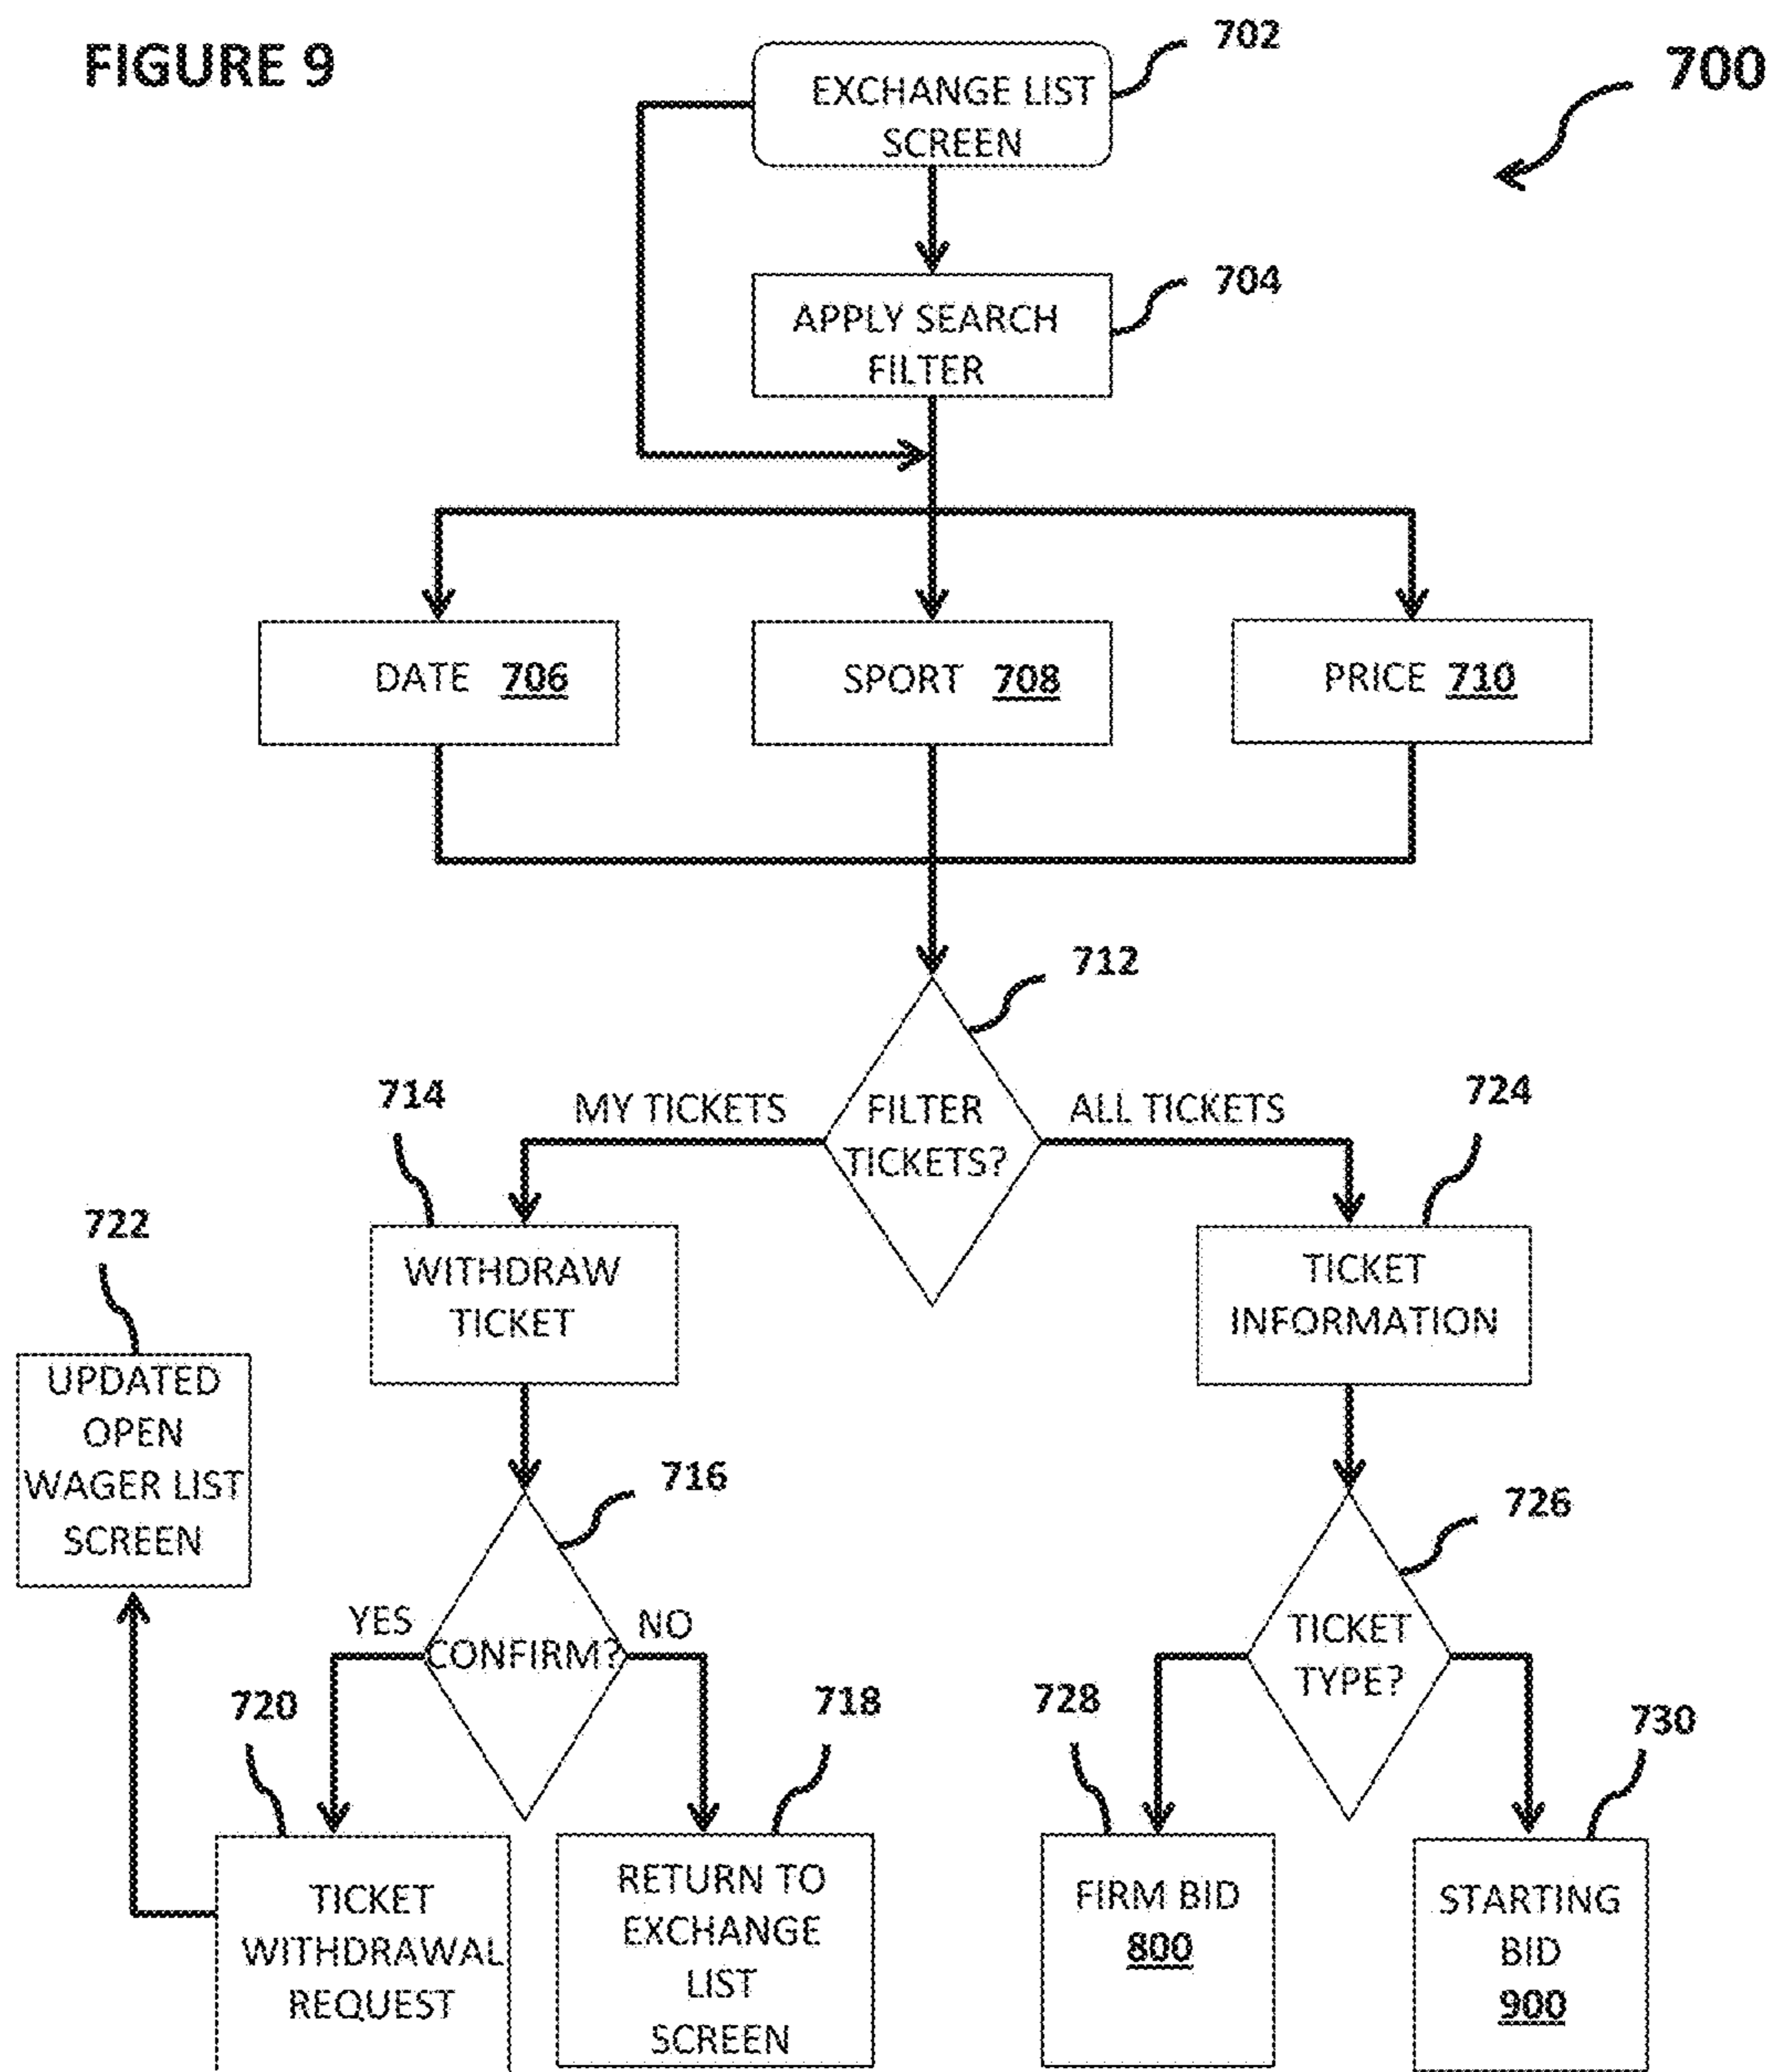 FIGURE 9
702
700
EXCHANGE LIST
SCREEN
704
APPLY SEARCH
FILTER
DATE 706
SPORT 708
PRICE 710
712
714
MY TICKETS
FILTER
TICKETS?
ALL TICKETS
724
722
WITHDRAW
TICKET
TICKET
INFORMATION
UPDATED
OPEN
WAGER LIST
SCREEN
716
726
YES
CONFIRM?
NO
TICKET
TYPE?
720
718
728
730
TICKET
WITHDRAWAL
REQUEST
RETURN TO
EXCHANGE
LIST
SCREEN
FIRM BID
800
STARTING
BID
900